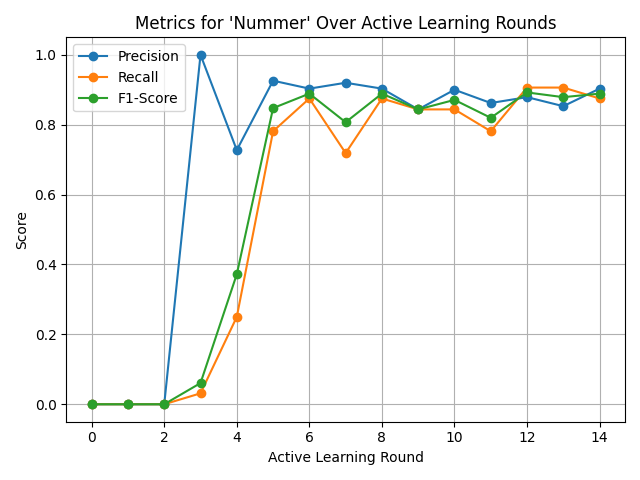 Metrics for 'Nummer' Over Active Learning Rounds
Precision
Recall
F1-Score
Score
1.0
0.8
0.6
0.4
0.2
0.0
0 2 4 6 8 10 12 14
Active Learning Round